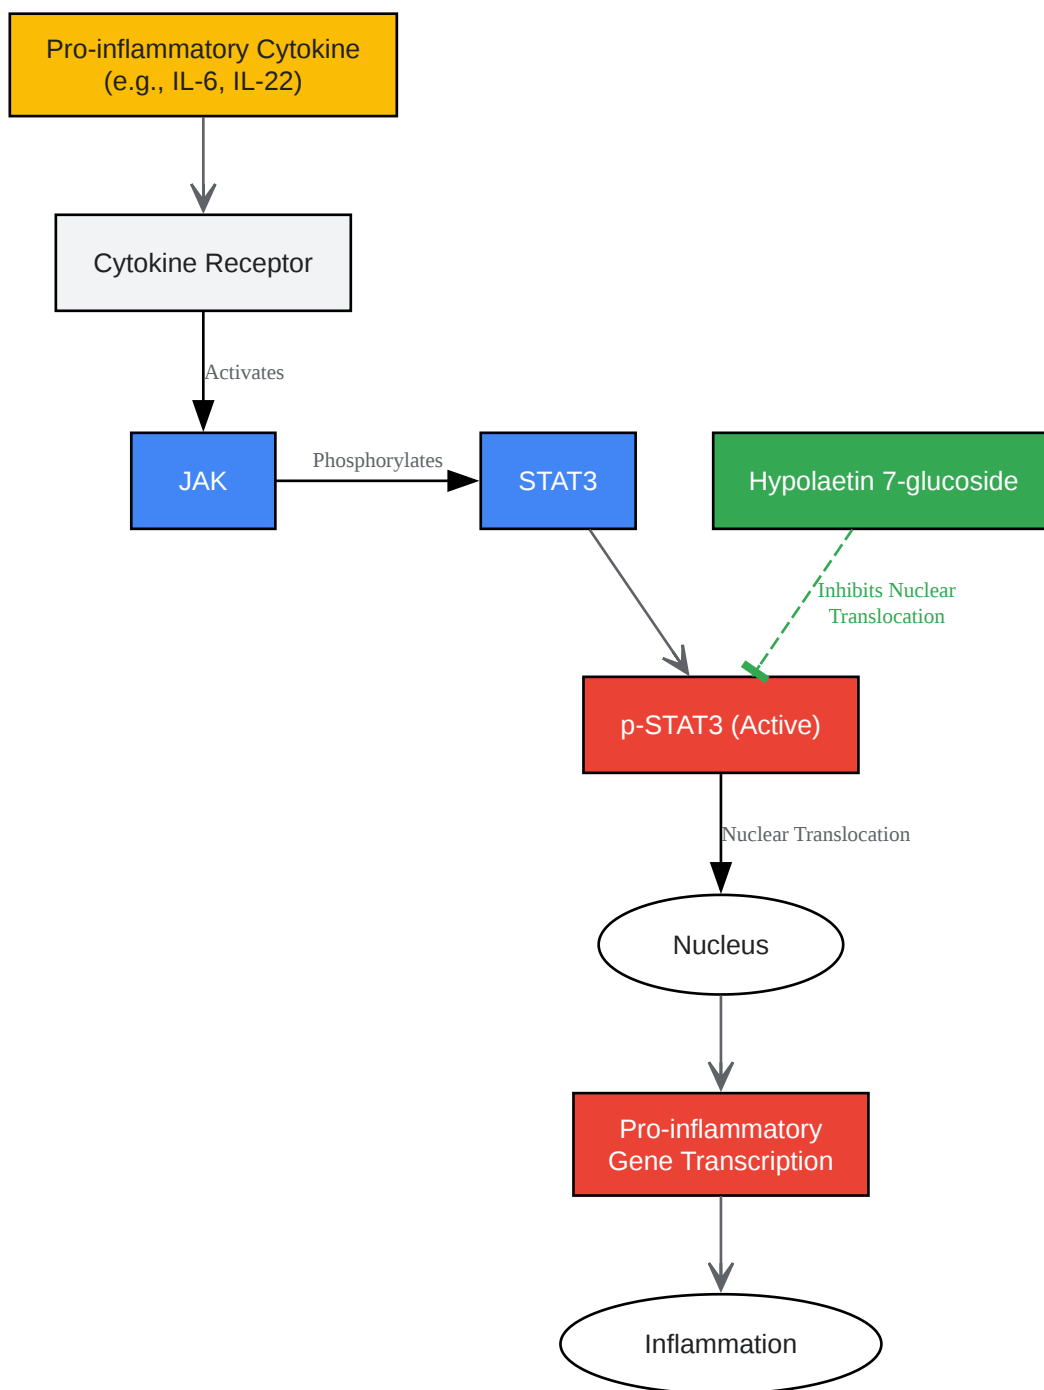 Pro-inflammatory Cytokine
(e.g., IL-6, IL-22)
Cytokine Receptor
Activates
Phosphorylates
JAK
STAT3
Hypolaetin 7-glucoside
Inhibits Nuclear
Translocation
p-STAT3 (Active)
Nuclear Translocation
Nucleus
Pro-inflammatory
Gene Transcription
Inflammation